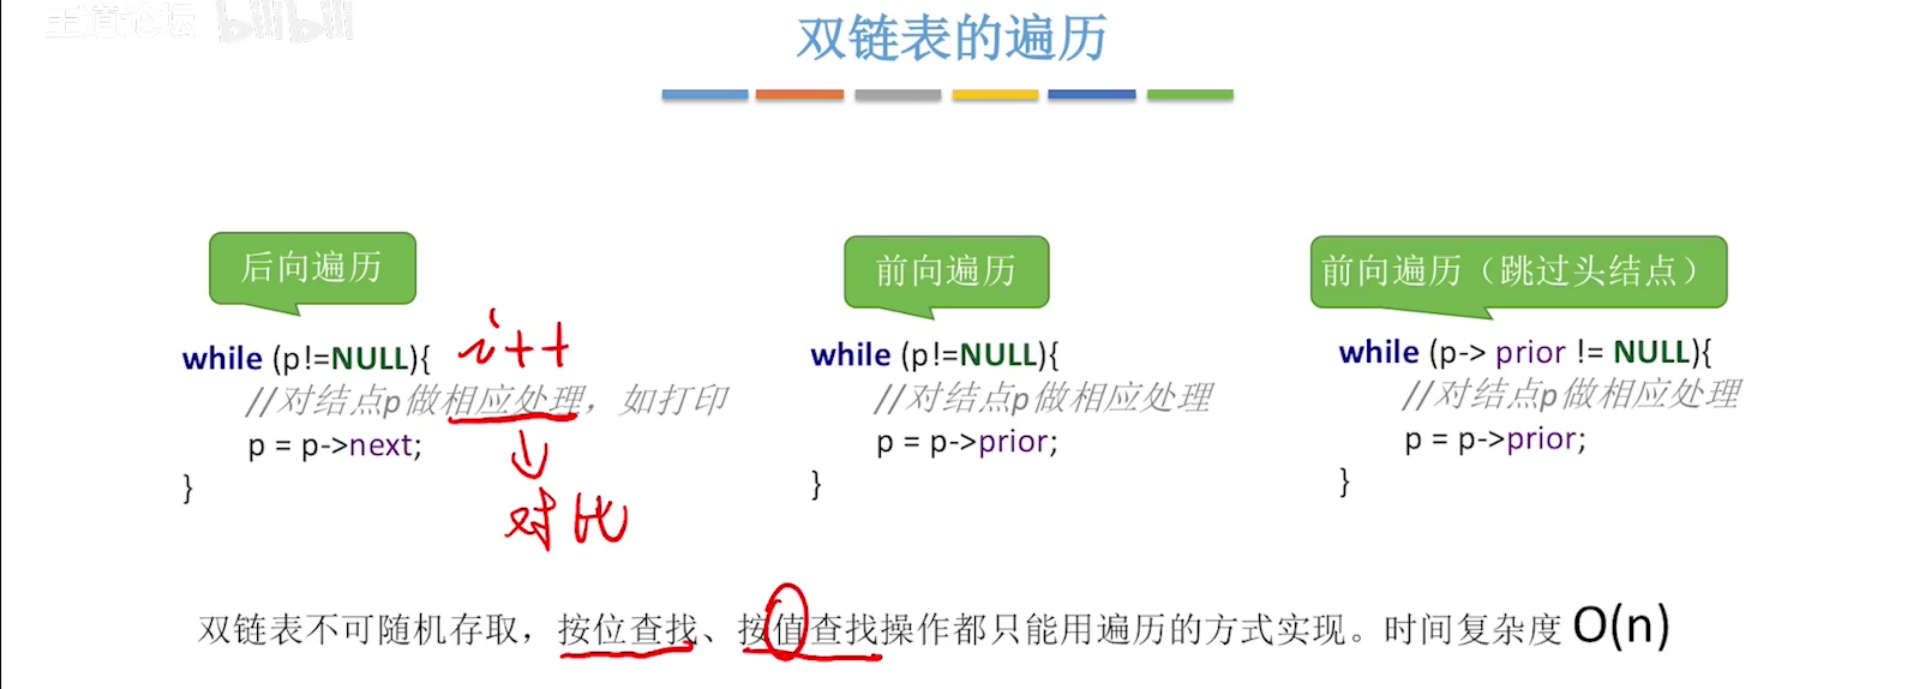 王道论坛 bilibili
双链表的遍历
后向遍历
while (p!=NULL){ i++
//对结点p做相应处理，如打印
p = p->next;
}
对比
前向遍历
while (p!=NULL){
//对结点p做相应处理
p = p->prior;
}
前向遍历（跳过头结点）
while (p-> prior != NULL){
//对结点p做相应处理
p = p->prior;
}
双链表不可随机存取，按位查找、按值查找操作都只能用遍历的方式实现。时间复杂度 O(n)